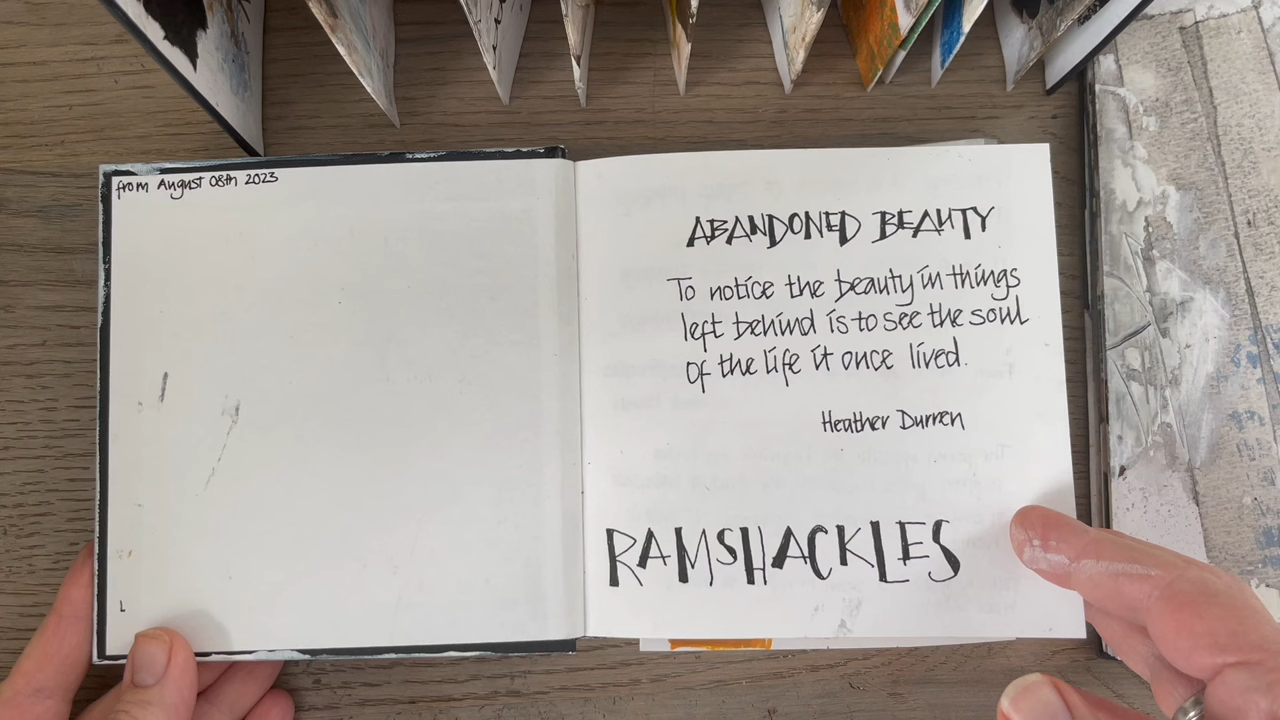 from August 08th 2023
ABANDONED BEAUTY
To notice the beauty in things
left behind is to see the soul
of the life it once lived.
Heather Durren
RAMSHACKLES
L